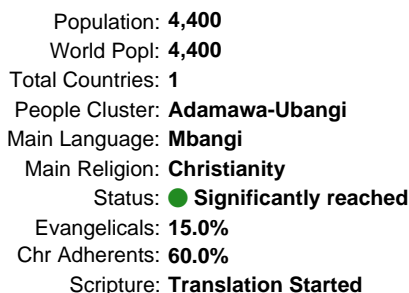 Population: 4,400
World Popl: 4,400
Total Countries: 1
People Cluster: Adamawa-Ubangi
Main Language: Mbangi
Main Religion: Christianity
Status: Significantly reached
Evangelicals: 15.0%
Chr Adherents: 60.0%
Scripture: Translation Started